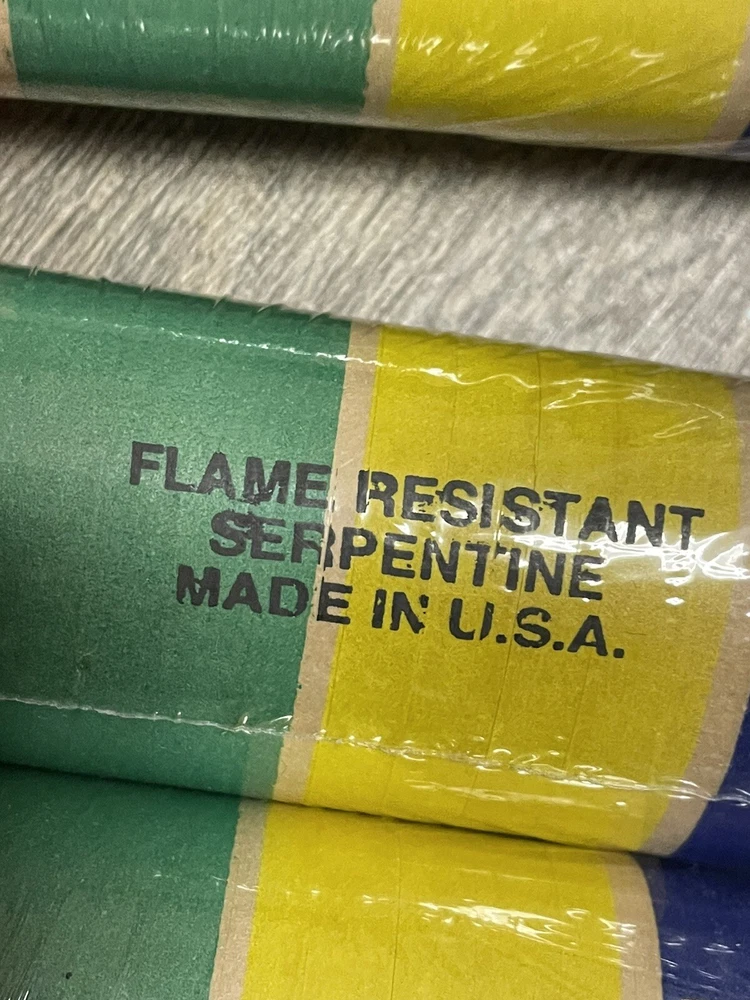 FLAME RESISTANT
SERPENTINE
MADE IN U.S.A.